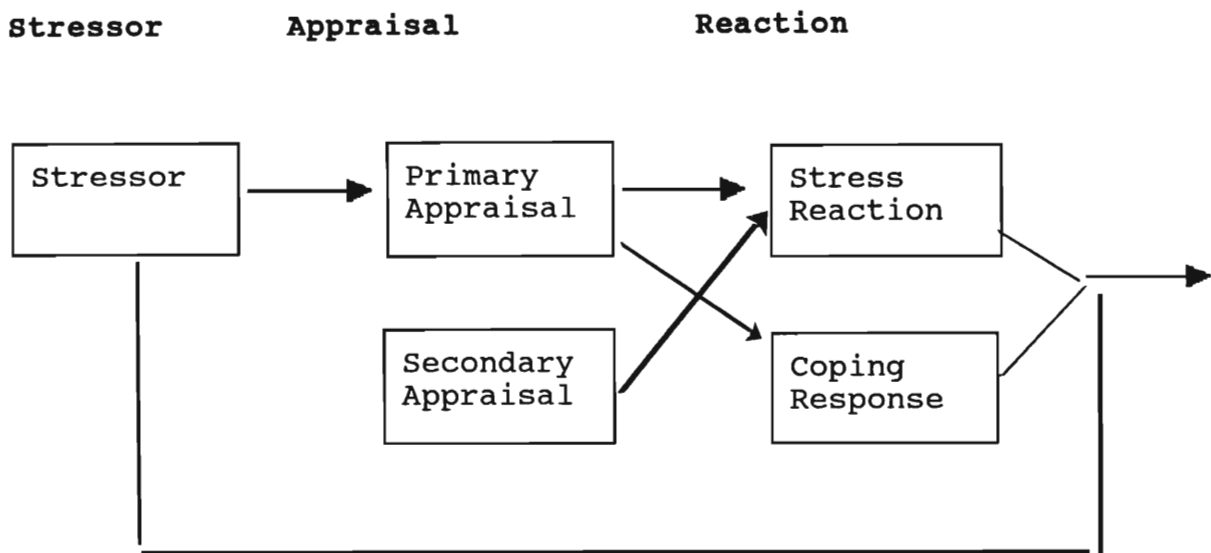 Stressor Appraisal Reaction
Stressor
Primary
Appraisal
Stress
Reaction
Secondary
Appraisal
Coping
Response